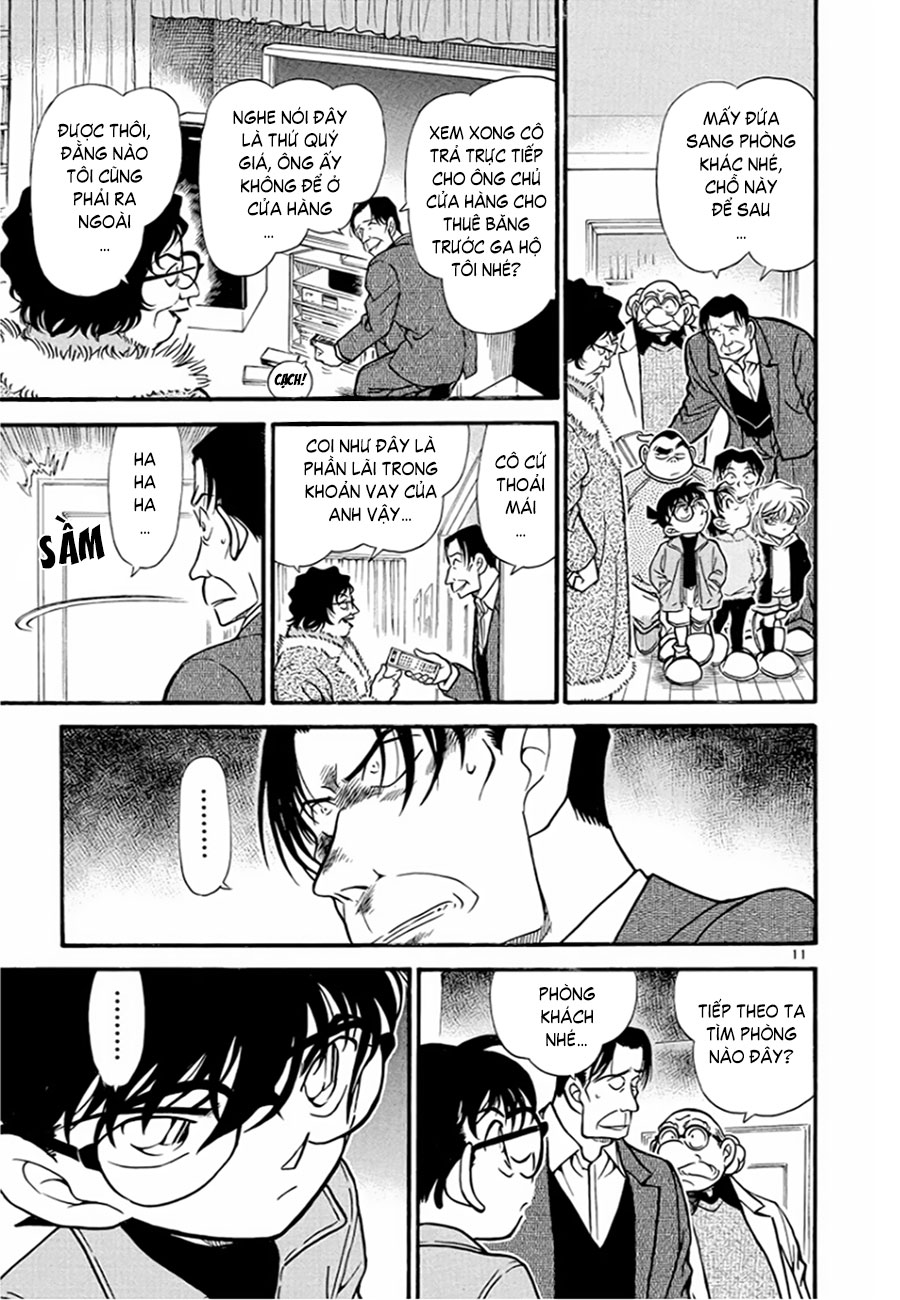 MẤY ĐỨA
SANG PHÒNG
KHÁC NHÉ,
CHỖ NÀY
ĐỂ SAU
...
XEM XONG CÔ
TRẢ TRỰC TIẾP
CHO ÔNG CHỦ
CỬA HÀNG CHO
THUÊ BĂNG
TRƯỚC GA HỘ
TÔI NHÉ?
NGHE NÓI ĐÂY
LÀ THỨ QUÝ
GIÁ, ÔNG ẤY
KHÔNG ĐỂ Ở
CỬA HÀNG
...
CẠCH!
ĐƯỢC THÔI,
ĐẰNG NÀO
TÔI CŨNG
PHẢI RA
NGOÀI
...
CÔ CỨ
THOẢI
MÁI
COI NHƯ ĐÂY LÀ
PHẦN LÀI TRONG
KHOẢN VAY CỦA
ANH VẬY...
HA
HA
HA
...
SẦM
........
11
TIẾP THEO TA
TÌM PHÒNG
NÀO ĐÂY?
PHÒNG
KHÁCH
NHÉ...
........